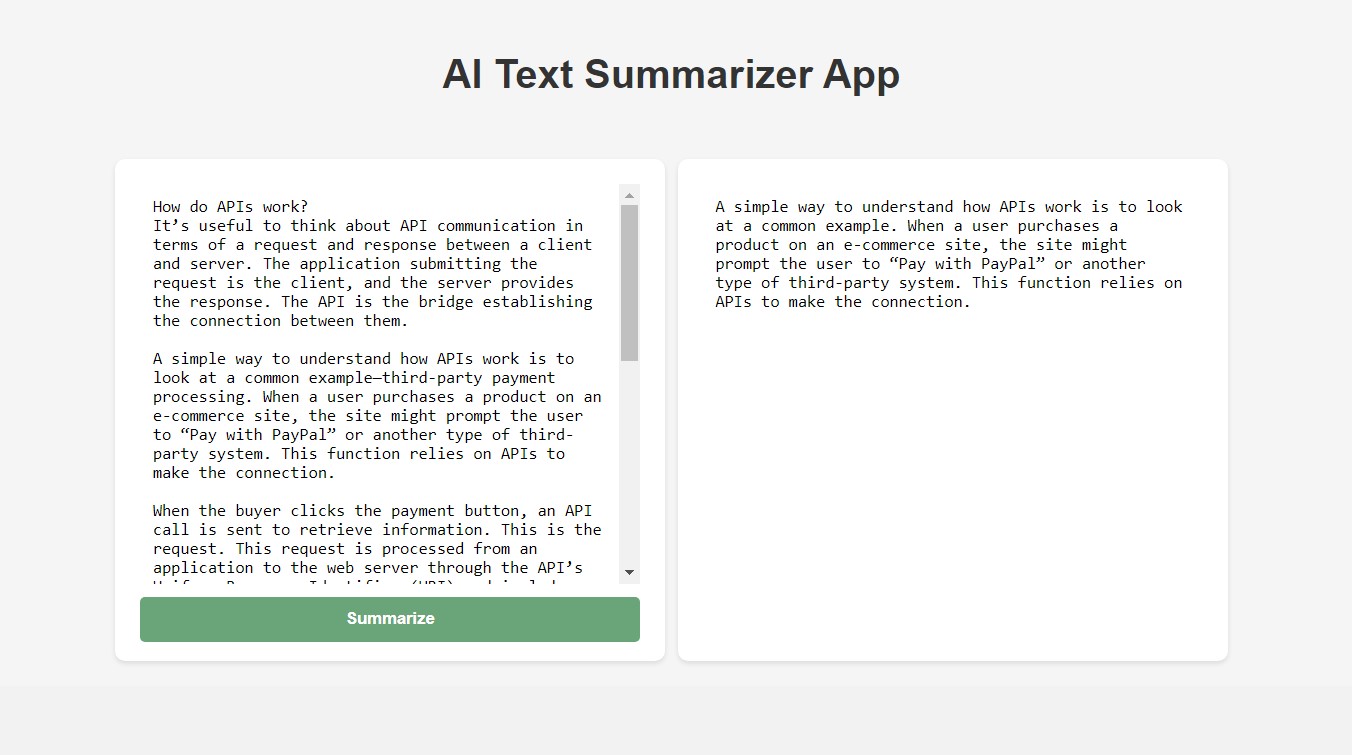 AI Text Summarizer App
How do APIs work?
It’s useful to think about API communication in
terms of a request and response between a client
and server. The application submitting the
request is the client, and the server provides
the response. The API is the bridge establishing
the connection between them.
A simple way to understand how APIs work is to
look at a common example—third-party payment
processing. When a user purchases a product on an
e-commerce site, the site might prompt the user
to “Pay with PayPal” or another type of third-
party system. This function relies on APIs to
make the connection.
When the buyer clicks the payment button, an API
call is sent to retrieve information. This is the
request. This request is processed from an
application to the web server through the API’s
Summarize
A simple way to understand how APIs work is to look
at a common example. When a user purchases a
product on an e-commerce site, the site might
prompt the user to “Pay with PayPal” or another
type of third-party system. This function relies on
APIs to make the connection.